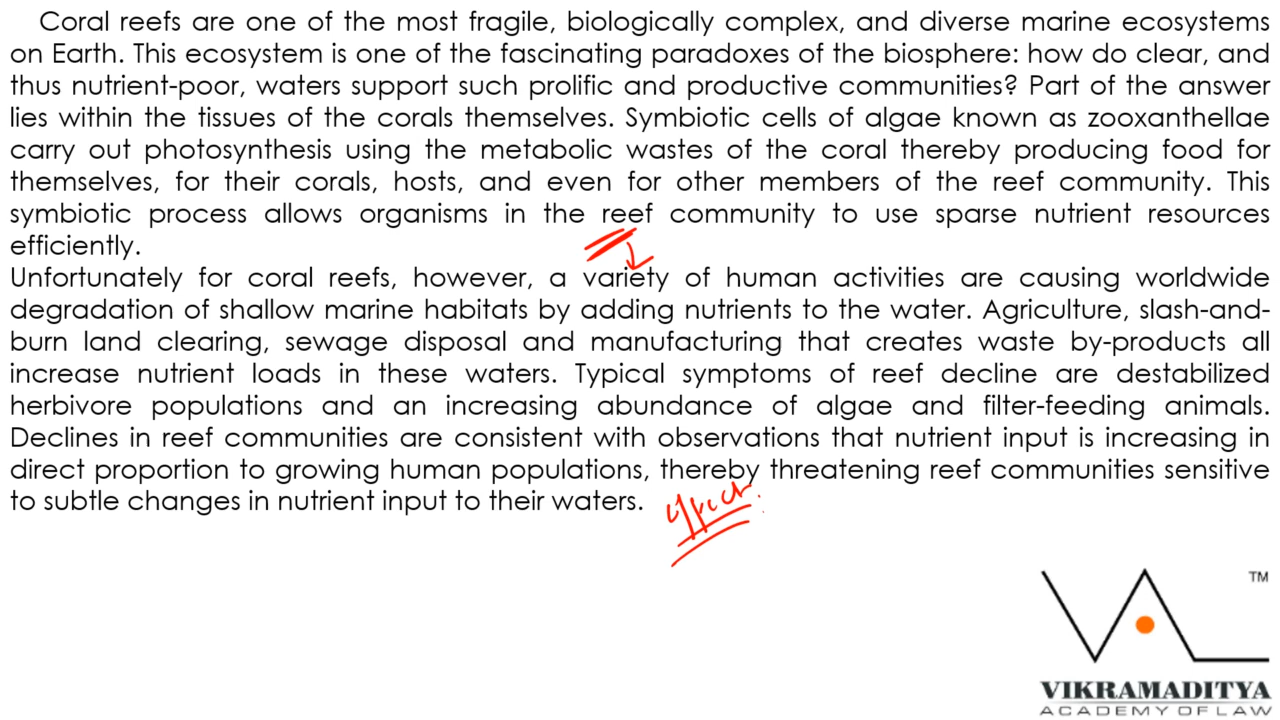 Coral reefs are one of the most fragile, biologically complex, and diverse marine ecosystems
on Earth. This ecosystem is one of the fascinating paradoxes of the biosphere: how do clear, and
thus nutrient-poor, waters support such prolific and productive communities? Part of the answer
lies within the tissues of the corals themselves. Symbiotic cells of algae known as zooxanthellae
carry out photosynthesis using the metabolic wastes of the coral thereby producing food for
themselves, for their corals, hosts, and even for other members of the reef community. This
symbiotic process allows organisms in the reef community to use sparse nutrient resources
efficiently.
Unfortunately for coral reefs, however, a variety of human activities are causing worldwide
degradation of shallow marine habitats by adding nutrients to the water. Agriculture, slash-and-
burn land clearing, sewage disposal and manufacturing that creates waste by-products all
increase nutrient loads in these waters. Typical symptoms of reef decline are destabilized
herbivore populations and an increasing abundance of algae and filter-feeding animals.
Declines in reef communities are consistent with observations that nutrient input is increasing in
direct proportion to growing human populations, thereby threatening reef communities sensitive
to subtle changes in nutrient input to their waters.
TM
VIKRAMADITYA
ACADEMY OF LAW